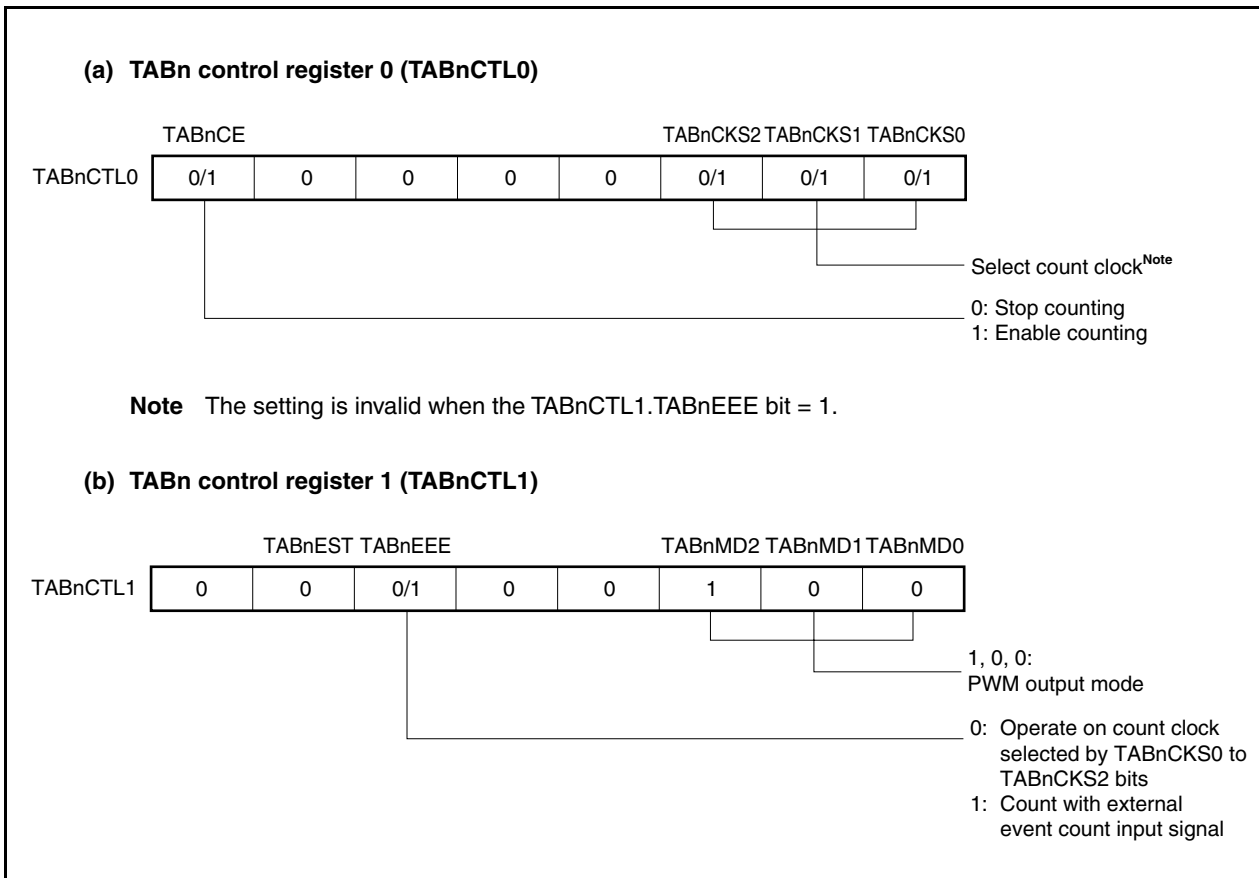 (a) TABn control register 0 (TABnCTL0)
TABnCE TABnCKS2 TABnCKS1 TABnCKS0
TABnCTL0 0/1 0 0 0 0 0/1 0/1 0/1
Select count clockNote
0: Stop counting
1: Enable counting
Note The setting is invalid when the TABnCTL1.TABnEEE bit = 1.
(b) TABn control register 1 (TABnCTL1)
TABnEST TABnEEE TABnMD2 TABnMD1 TABnMD0
TABnCTL1 0 0 0/1 0 0 1 0 0
1, 0, 0:
PWM output mode
0: Operate on count clock
selected by TABnCKS0 to
TABnCKS2 bits
1: Count with external
event count input signal